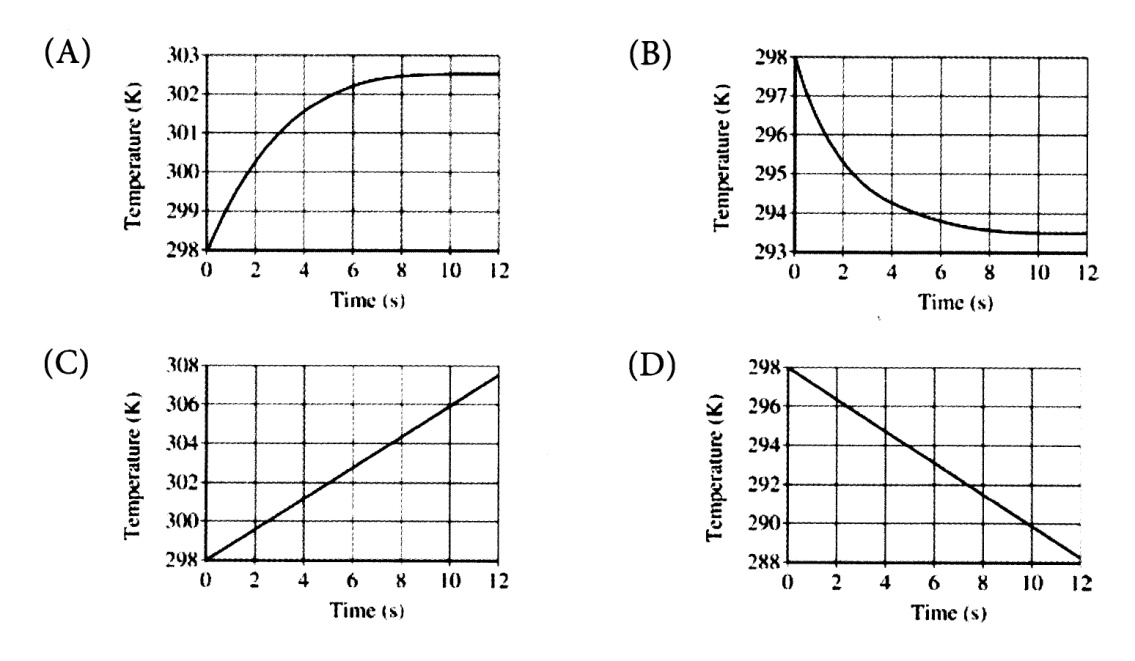 (A)
303
302
301
300
299
298
Temperature (K)
0 2 4 6 8 10 12
Time (s)
(B)
298
297
296
295
294
293
Temperature (K)
0 2 4 6 8 10 12
Time (s)
(C)
308
306
304
302
300
298
Temperature (K)
0 2 4 6 8 10 12
Time (s)
(D)
298
296
294
292
290
288
Temperature (K)
0 2 4 6 8 10 12
Time (s)